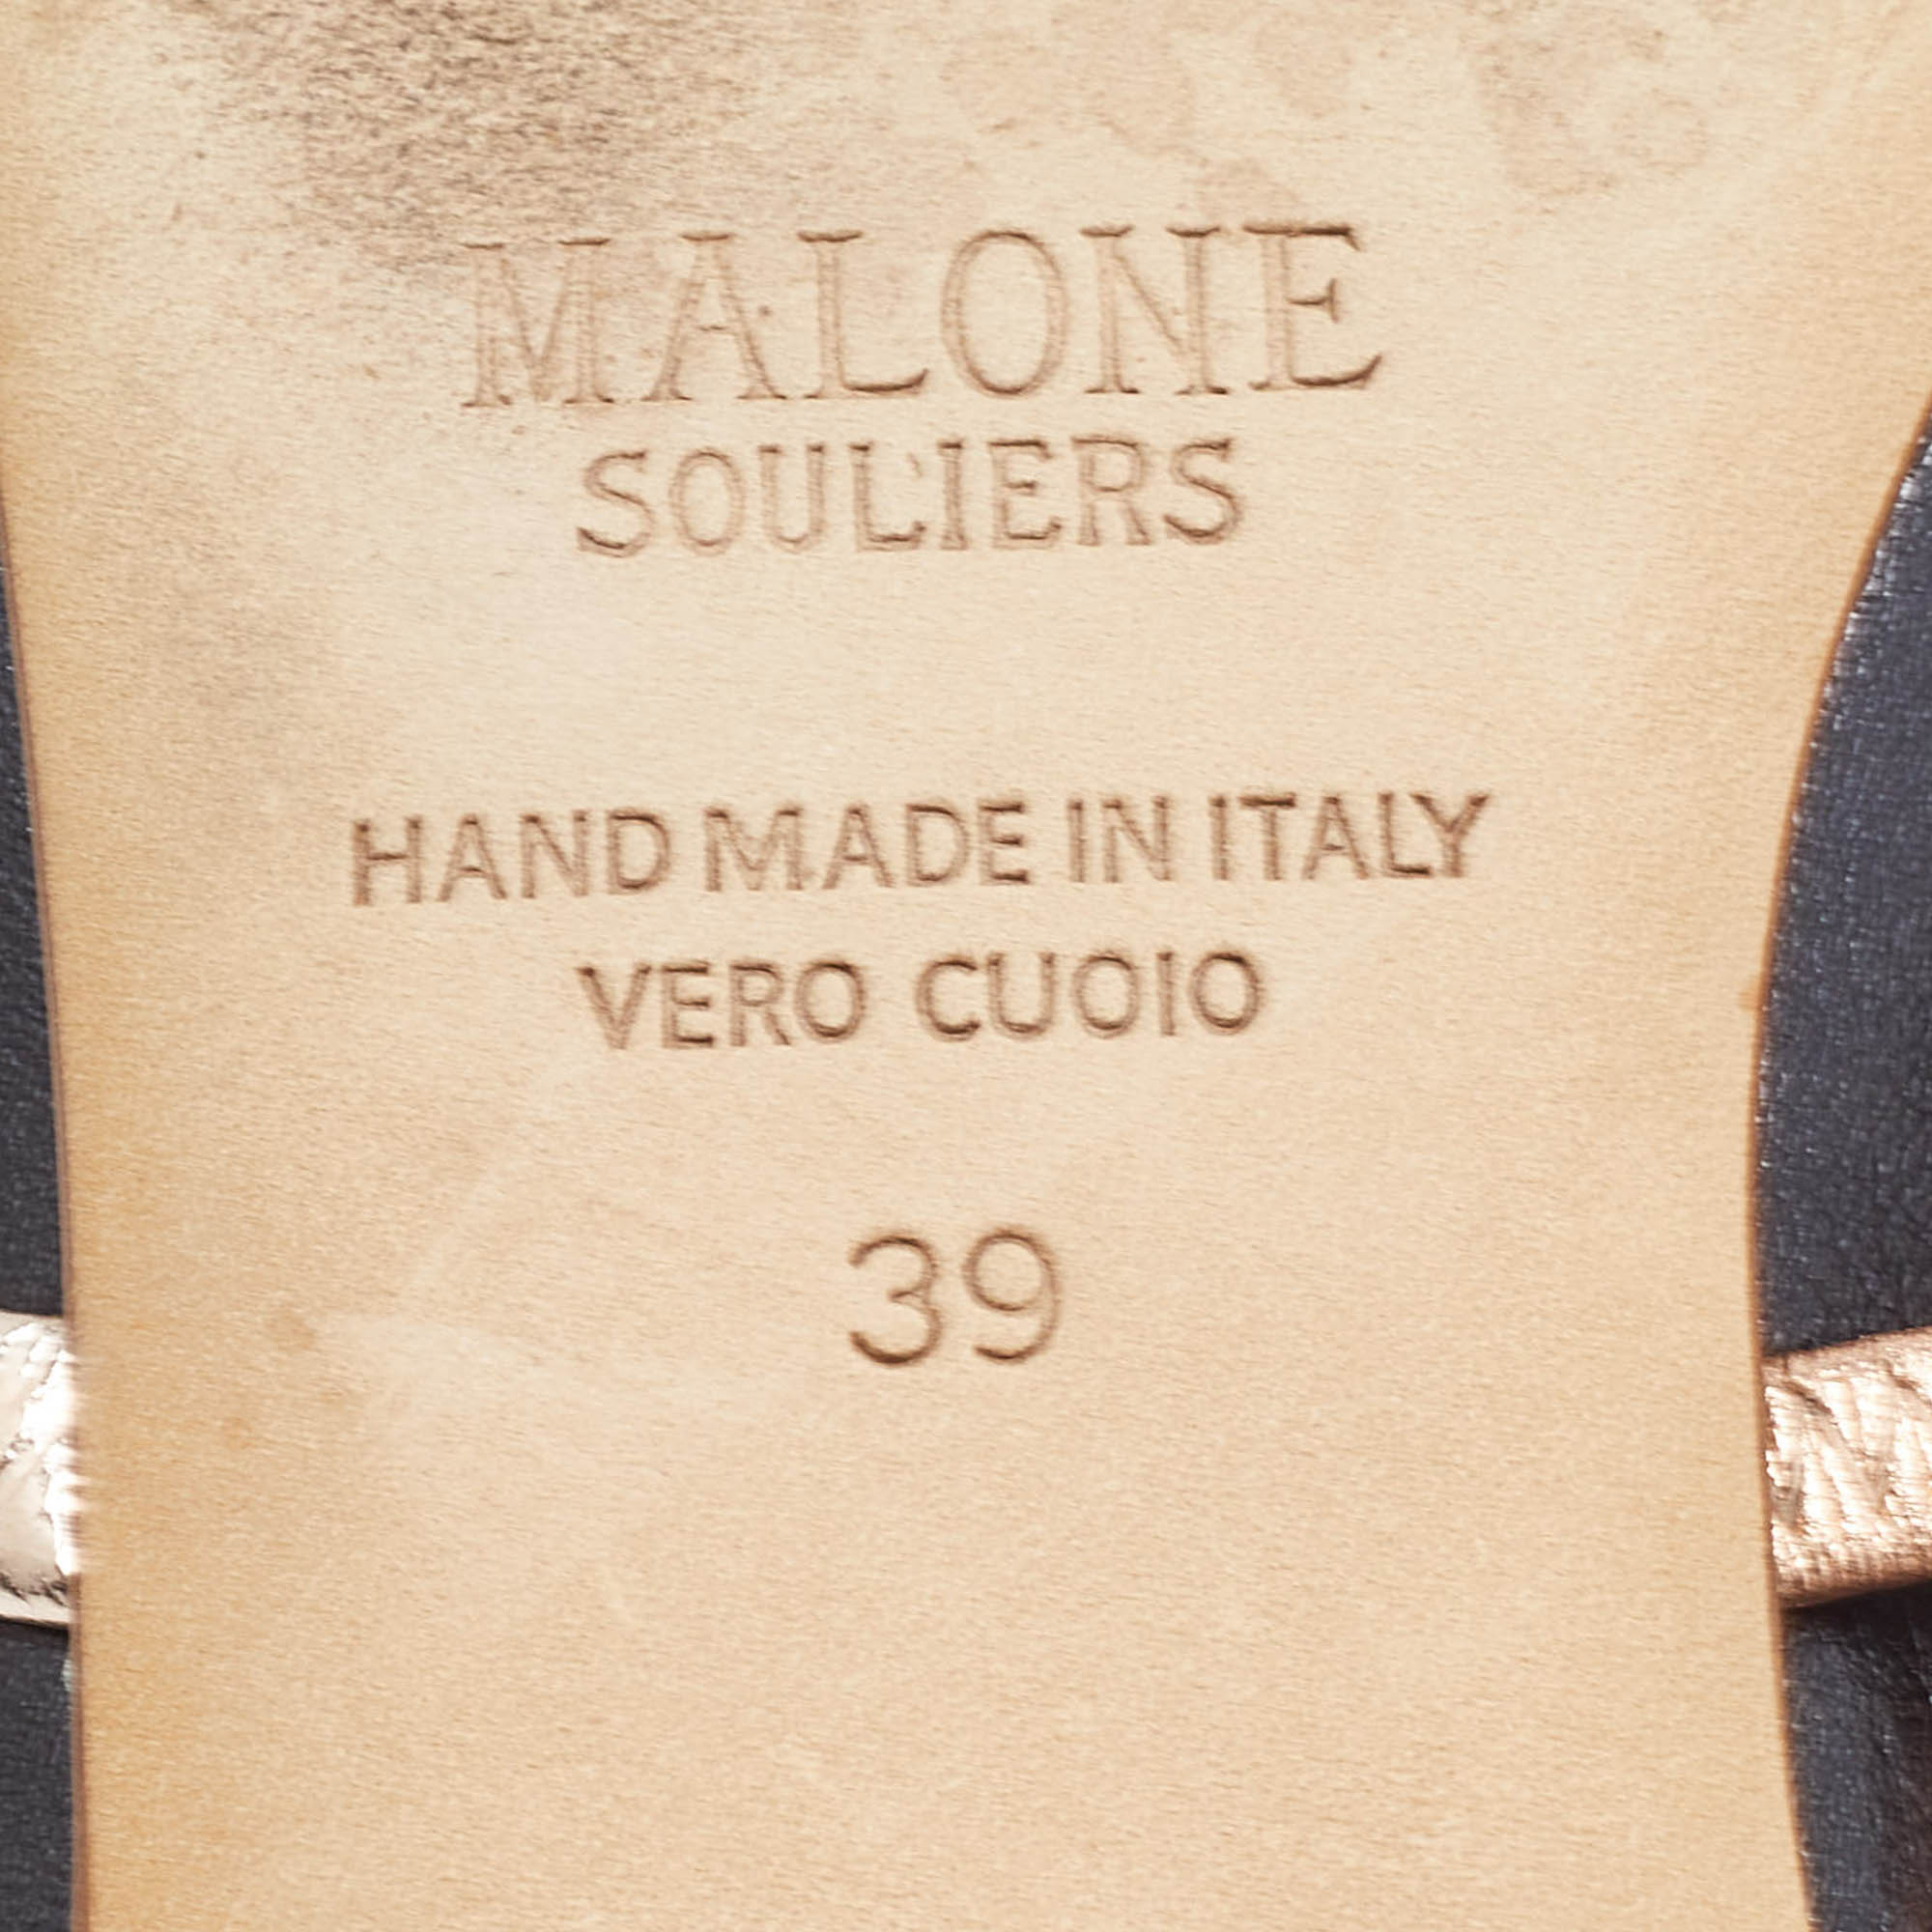 MALONE
SOULIERS
HAND MADE IN ITALY
VERO CUOIO
39